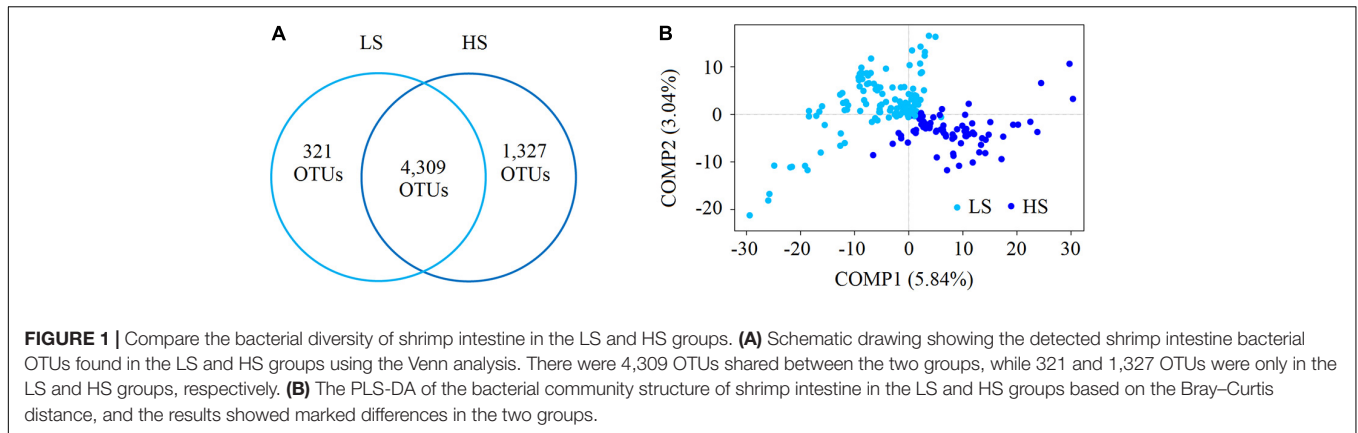 A
LS HS
321
OTUs
4,309
OTUs
1,327
OTUs
B
COMP2 (3.04%)
10
0
-10
-20
LS HS
-30 -20 -10 0 10 20 30
COMP1 (5.84%)
FIGURE 1 | Compare the bacterial diversity of shrimp intestine in the LS and HS groups. (A) Schematic drawing showing the detected shrimp intestine bacterial
OTUs found in the LS and HS groups using the Venn analysis. There were 4,309 OTUs shared between the two groups, while 321 and 1,327 OTUs were only in the
LS and HS groups, respectively. (B) The PLS-DA of the bacterial community structure of shrimp intestine in the LS and HS groups based on the Bray–Curtis
distance, and the results showed marked differences in the two groups.